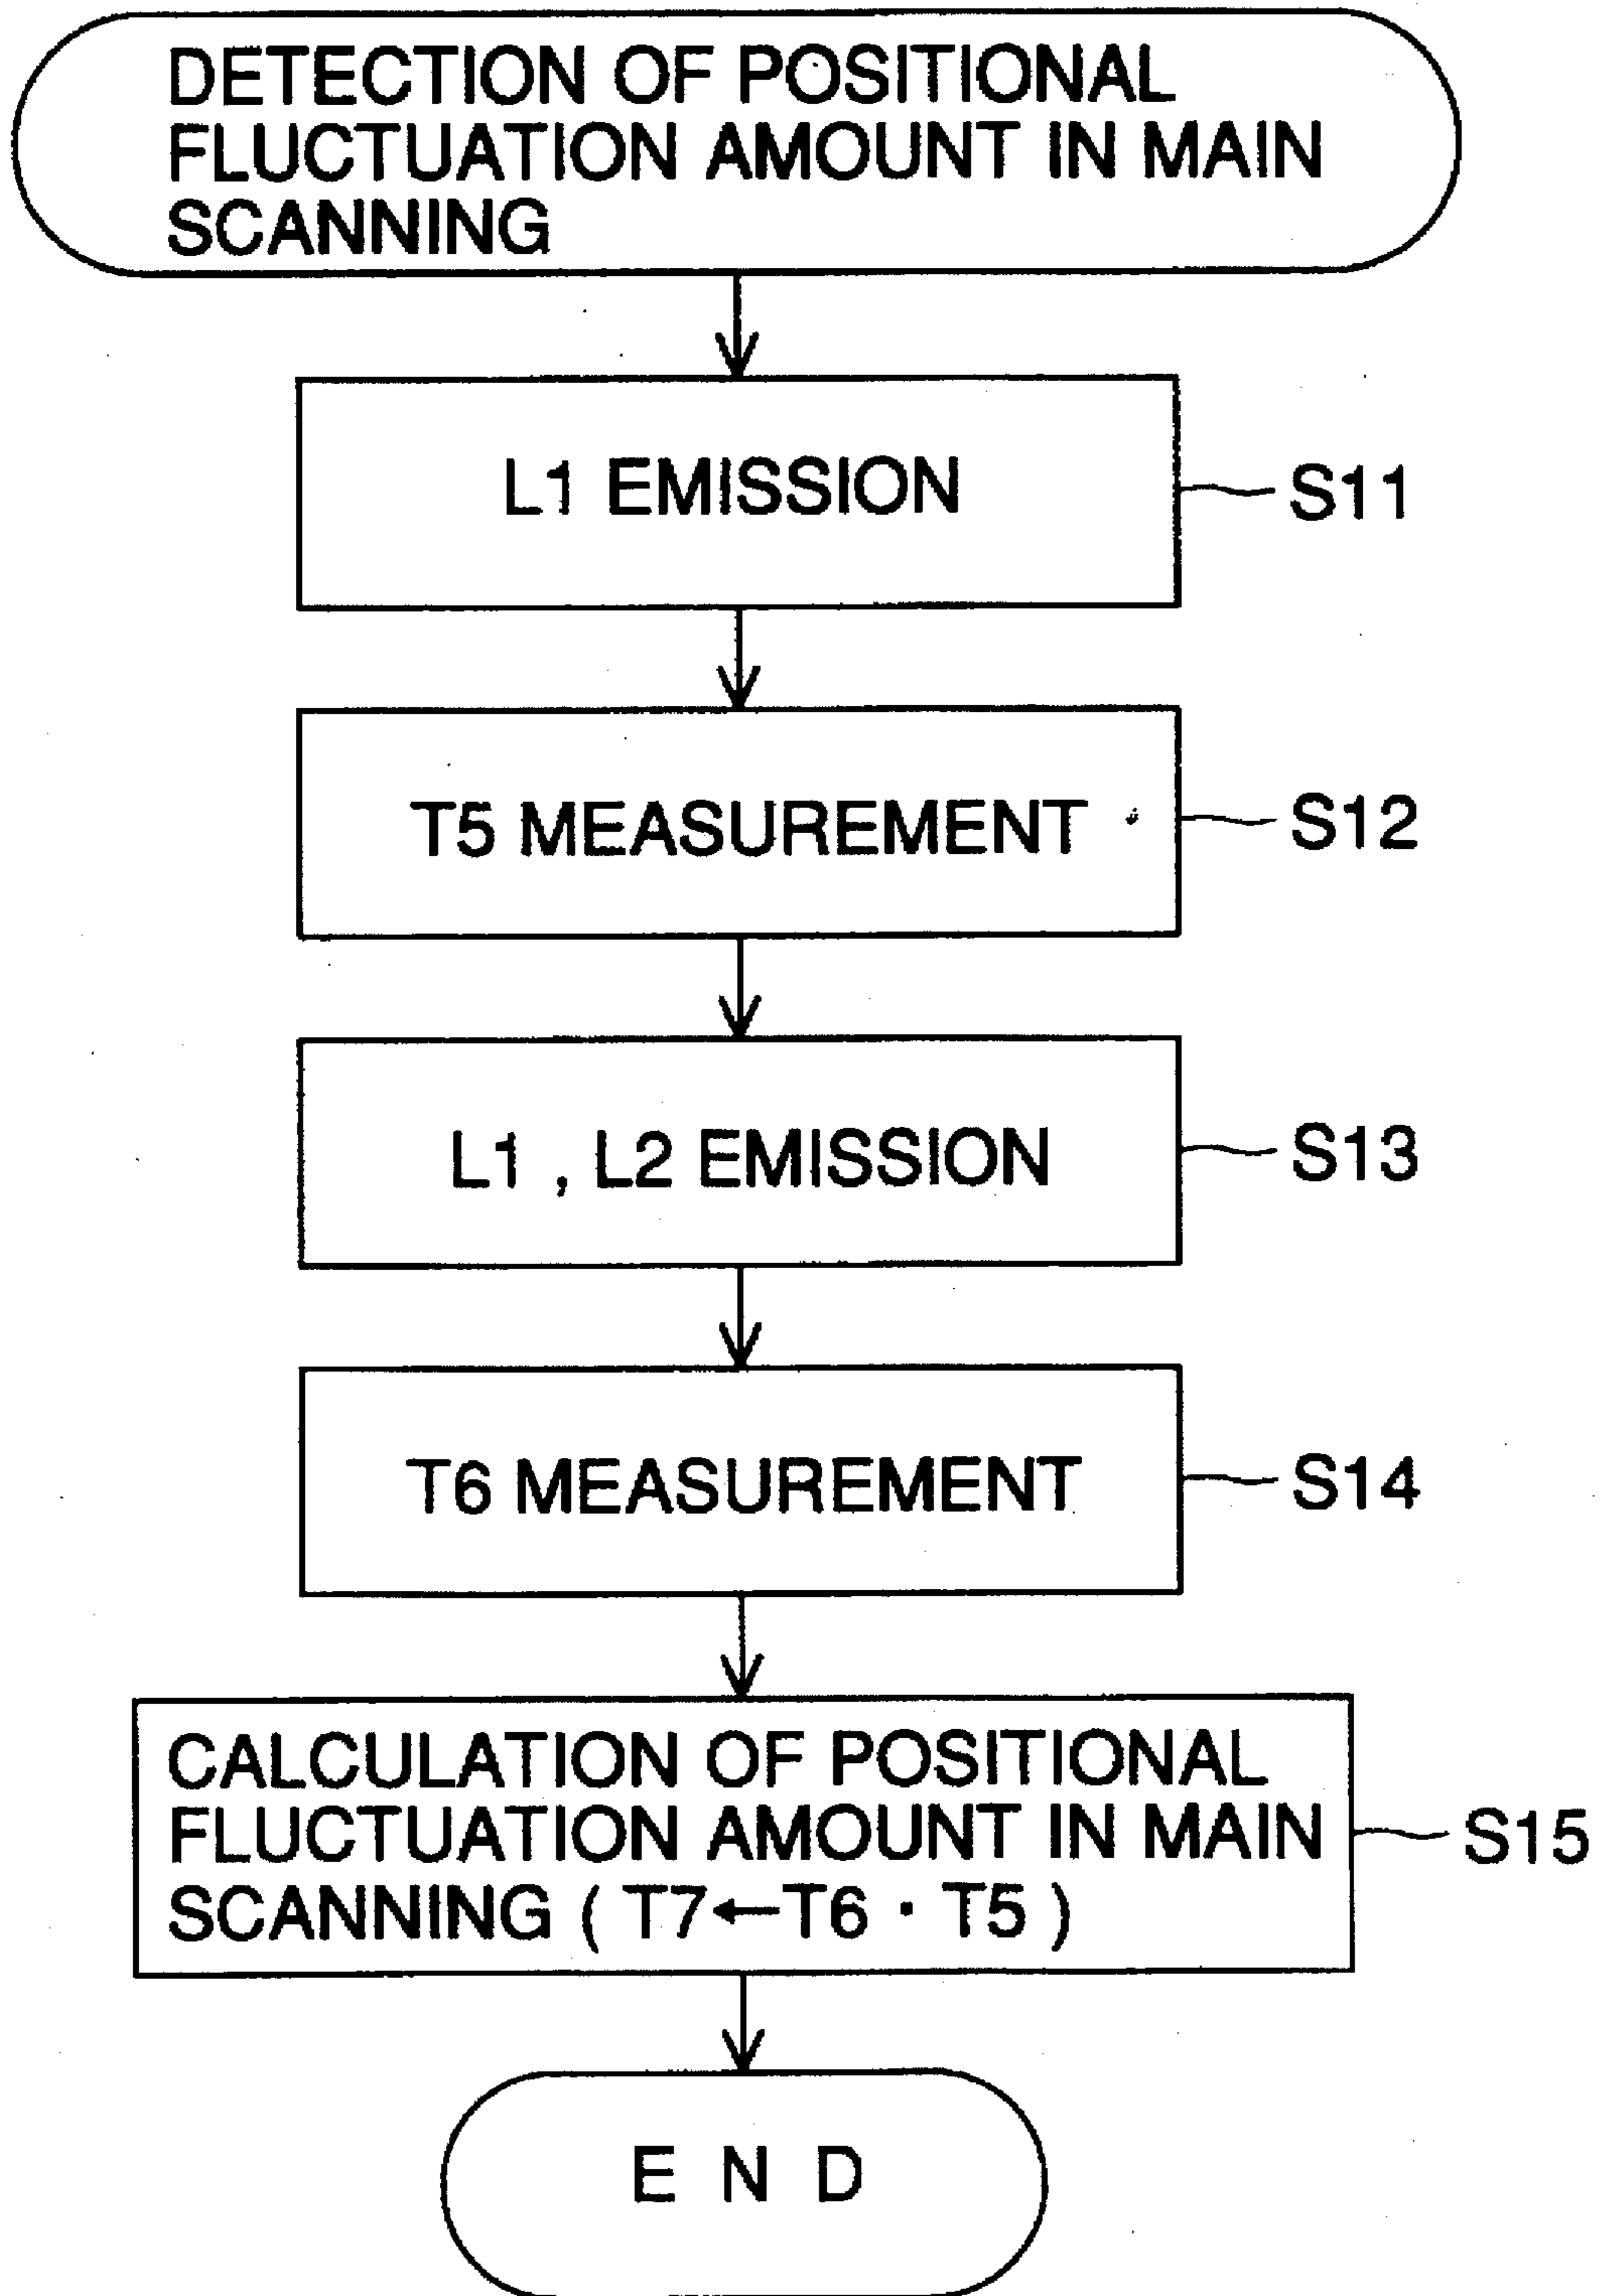 DETECTION OF POSITIONAL
FLUCTUATION AMOUNT IN MAIN
SCANNING
L1 EMISSION
S11
T5 MEASUREMENT
S12
L1 , L2 EMISSION
S13
T6 MEASUREMENT
S14
CALCULATION OF POSITIONAL
FLUCTUATION AMOUNT IN MAIN
SCANNING ( T7←T6 · T5 )
S15
E N D